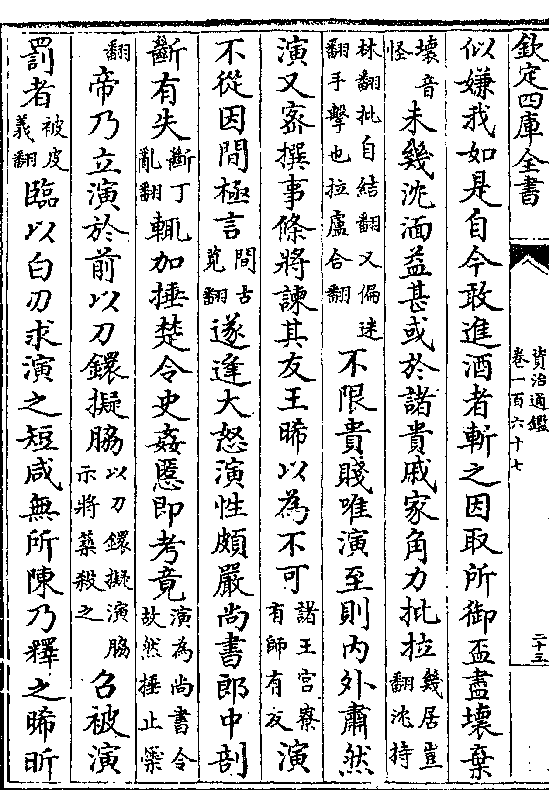 欽定四庫全書
資治通鑑
卷一百六十七
二十五
似嫌我如是自今敢進酒者斬之因取所御盃盡壞棄
壞音怪未幾沈湎益甚或於諸貴戚家角力批拉幾居豈翻沈持
林翻批自結翻又偏迷翻手擊也拉盧合翻不限貴賤唯演至則内外肅然
演又宻撰事條將諫其友王晞以為不可諸王宫寮有師有友演
不從因間極言間古莧翻遂逢大怒演性頗嚴尚書郎中剖
斷有失斷丁亂翻輒加捶楚令史姦慝即考竟演為尚書令故然捶止橤
翻帝乃立演於前以刀鐶擬脇以刀鐶擬演脇示將築殺之召被演
罰者被皮義翻臨以白刃求演之短咸無所陳乃釋之晞昕